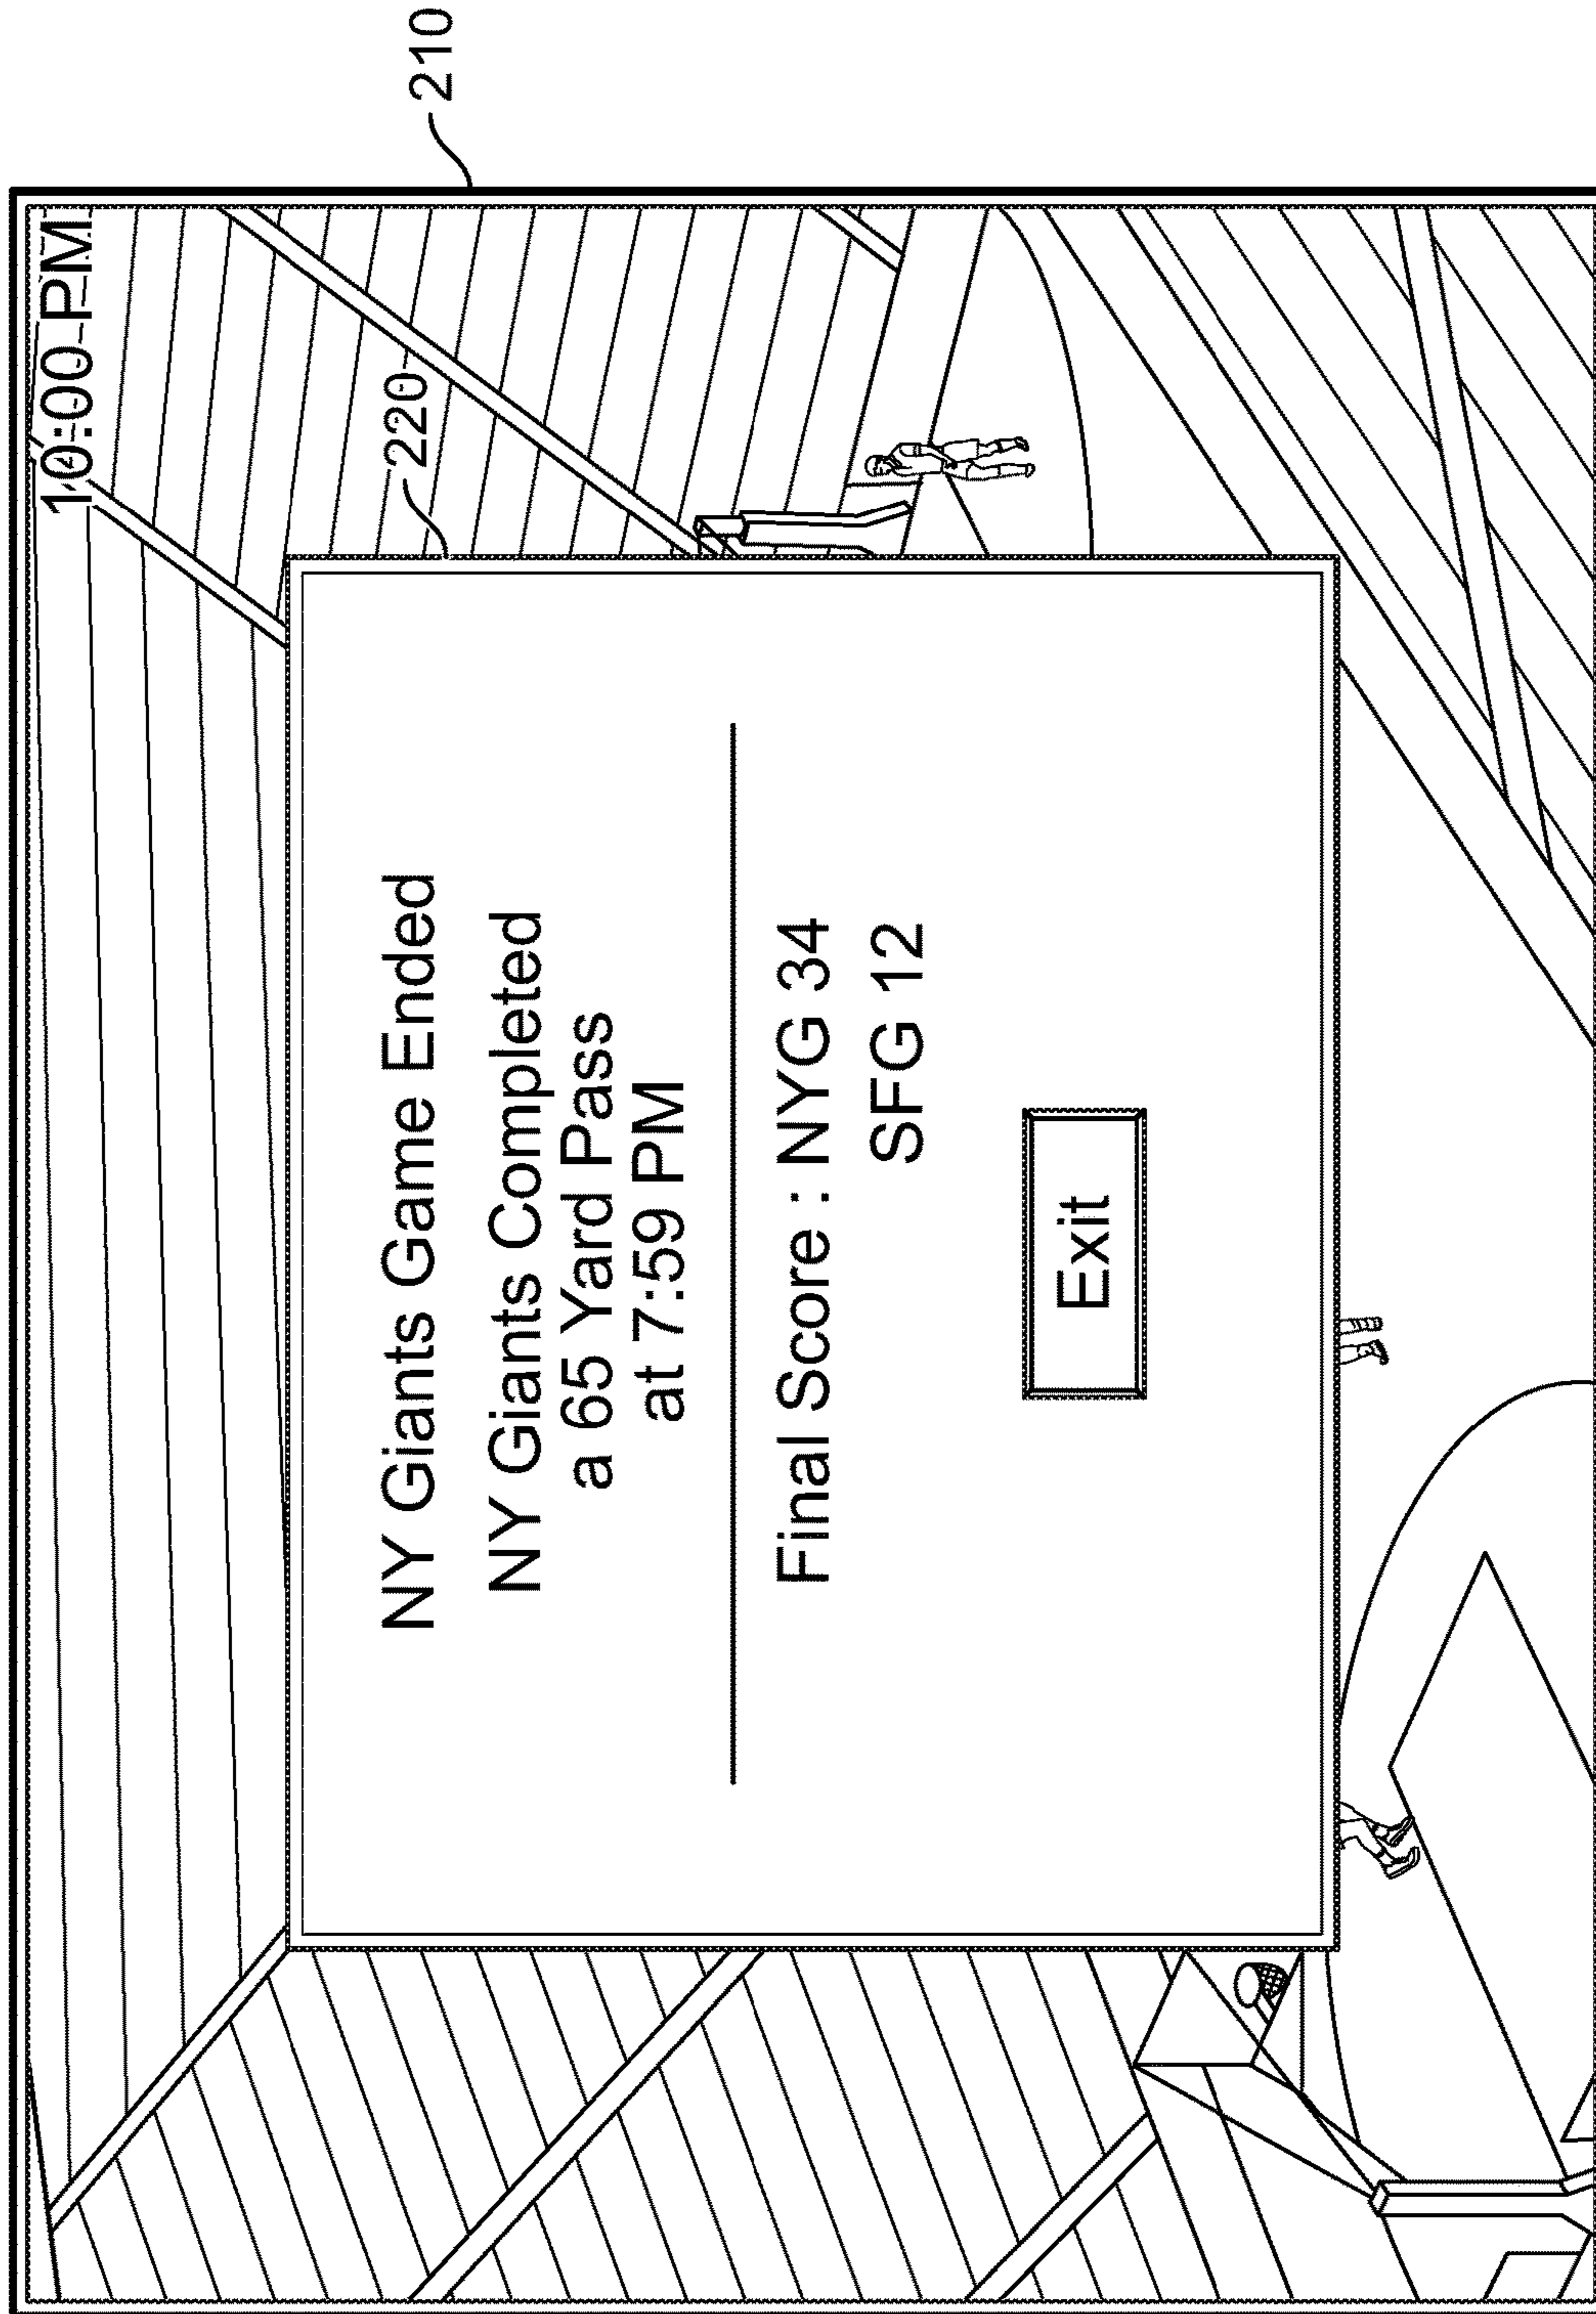 10:00 PM
210
220
NY Giants Game Ended
NY Giants Completed
a 65 Yard Pass
at 7:59 PM
Final Score : NYG 34
SFG 12
Exit